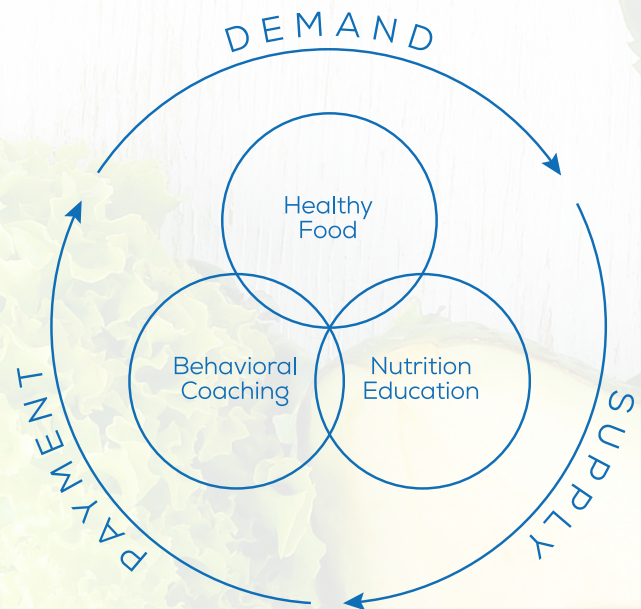 DEMAND
Healthy
Food
Behavioral
Coaching
Nutrition
Education
PAYMENT
SUPPLY